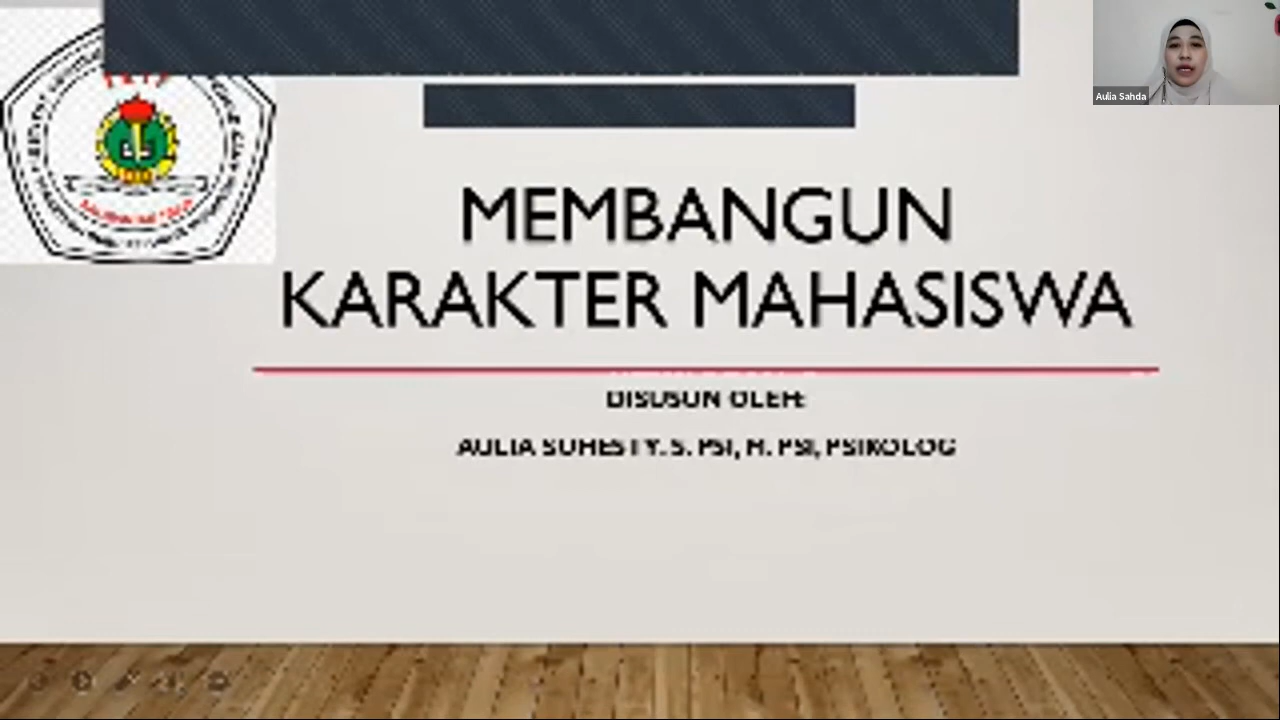 Aulia Sahda
MEMBANGUN
KARAKTER MAHASISWA
DISUSUN OLEH:
AULIA SUHESTY. S. PSI, M. PSI, PSIKOLOG